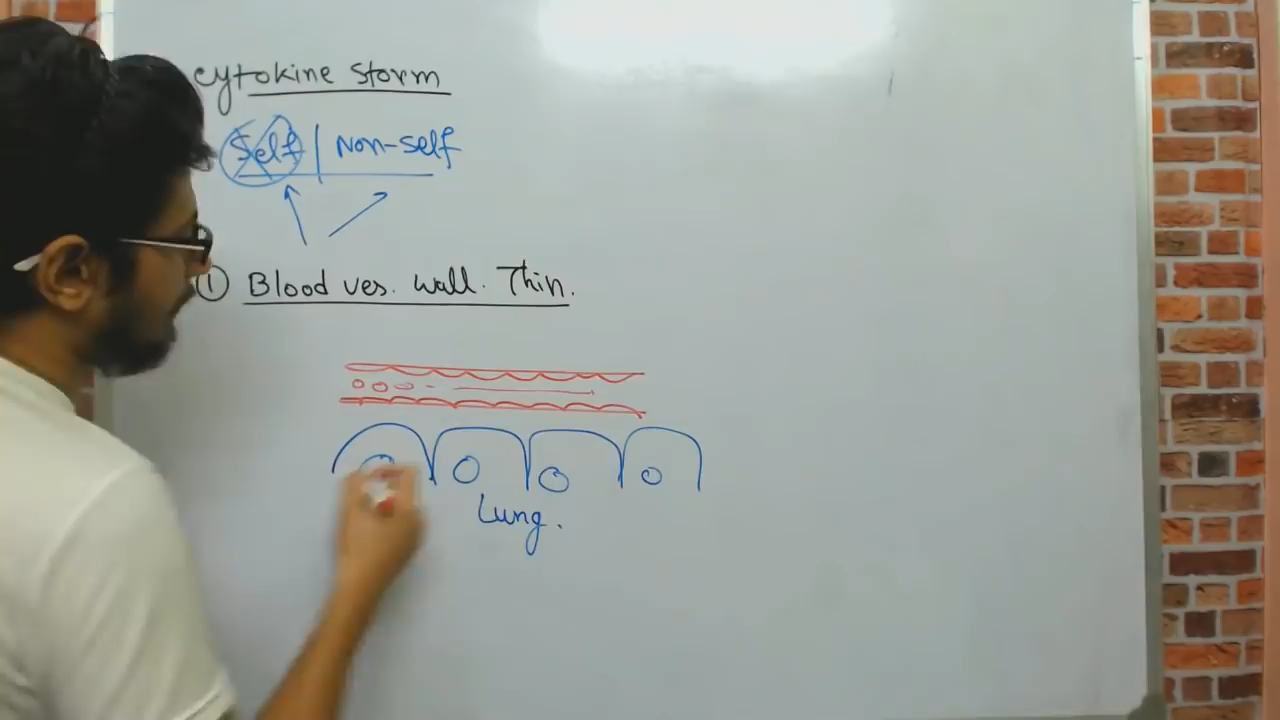 Cytokine storm
Self | Non-self
① Blood ves. wall. Thin.
Lung.